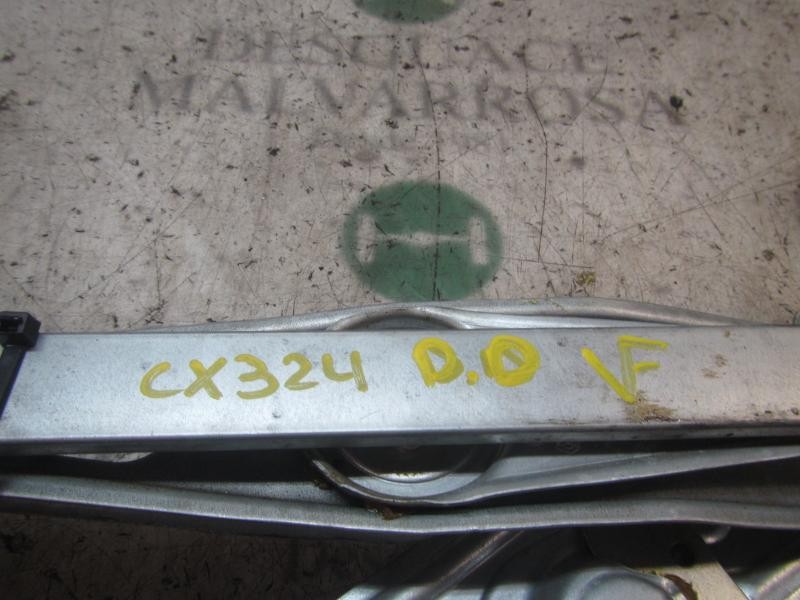 DESGUACE
MALVARROSA
CX324 D.D VF